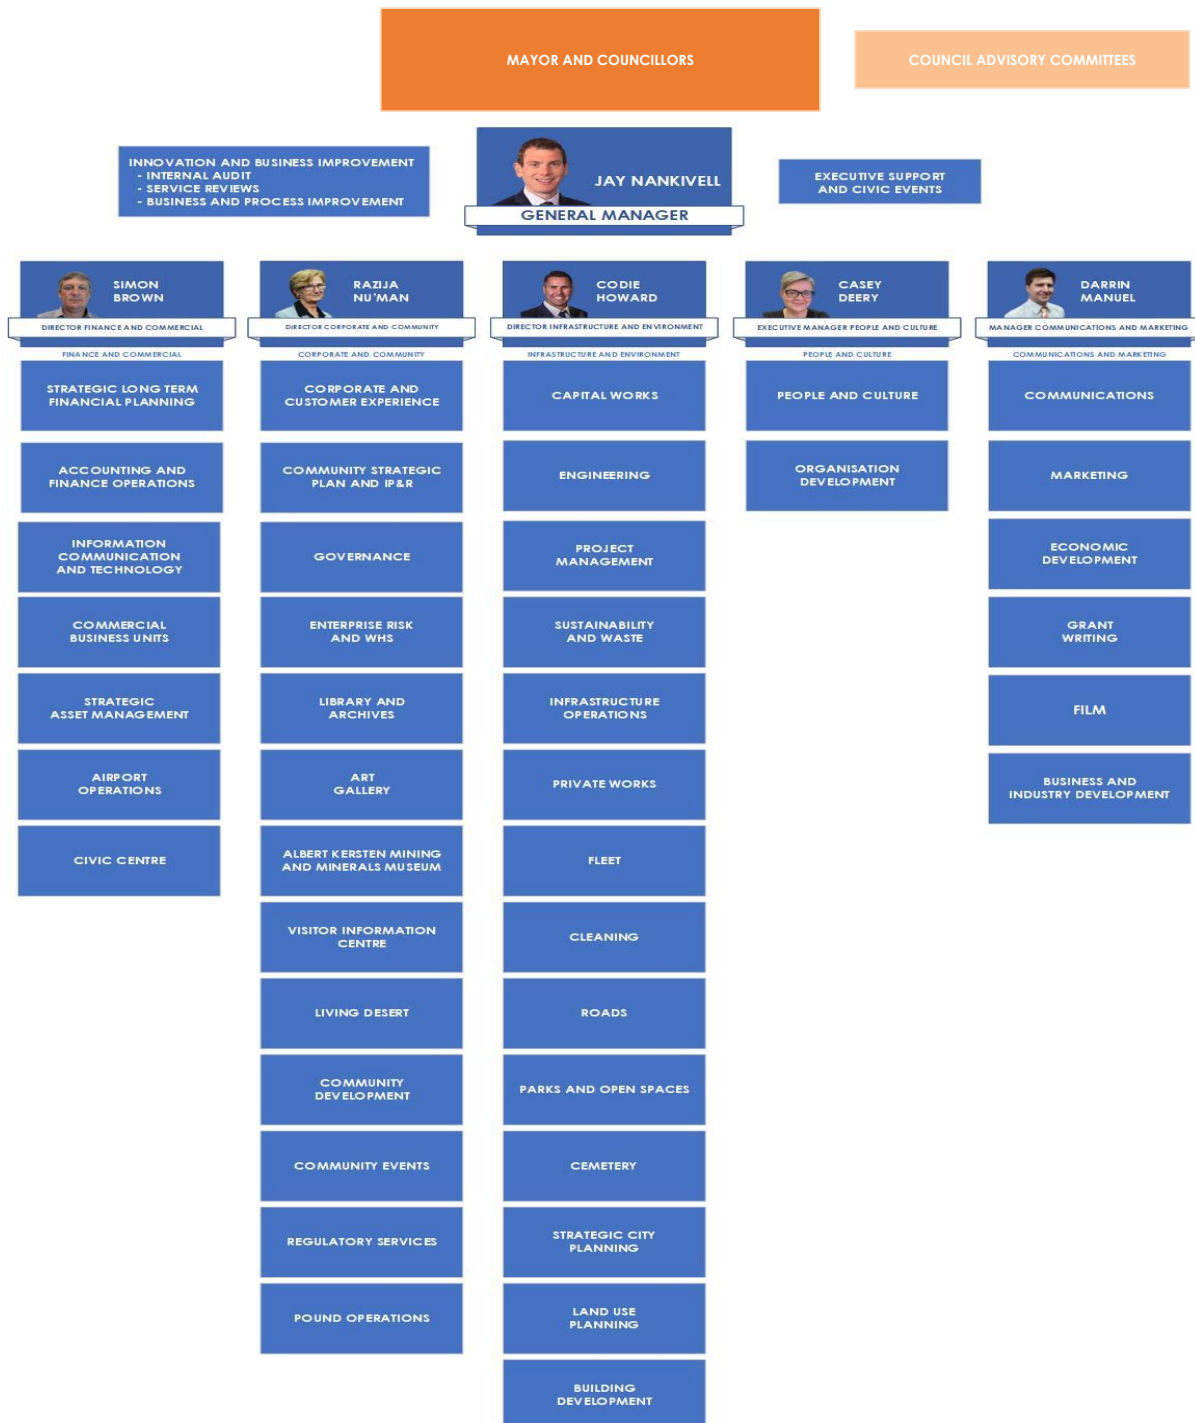 MAYOR AND COUNCILLORS
COUNCIL ADVISORY COMMITTEES
INNOVATION AND BUSINESS IMPROVEMENT
- INTERNAL AUDIT
- SERVICE REVIEWS
- BUSINESS AND PROCESS IMPROVEMENT
JAY NANKIVELL
GENERAL MANAGER
EXECUTIVE SUPPORT
AND CIVIC EVENTS
SIMON
BROWN
DIRECTOR FINANCE AND COMMERCIAL
FINANCE AND COMMERCIAL
STRATEGIC LONG TERM
FINANCIAL PLANNING
ACCOUNTING AND
FINANCE OPERATIONS
INFORMATION
COMMUNICATION
AND TECHNOLOGY
COMMERCIAL
BUSINESS UNITS
STRATEGIC
ASSET MANAGEMENT
AIRPORT
OPERATIONS
CIVIC CENTRE
RAZIJA
NU'MAN
DIRECTOR CORPORATE AND COMMUNITY
CORPORATE AND COMMUNITY
CORPORATE AND
CUSTOMER EXPERIENCE
COMMUNITY STRATEGIC
PLAN AND IP&R
GOVERNANCE
ENTERPRISE RISK
AND WHS
LIBRARY AND
ARCHIVES
ART
GALLERY
ALBERT KERSTEN MINING
AND MINERALS MUSEUM
VISITOR INFORMATION
CENTRE
LIVING DESERT
COMMUNITY
DEVELOPMENT
COMMUNITY EVENTS
REGULATORY SERVICES
POUND OPERATIONS
CODIE
HOWARD
DIRECTOR INFRASTRUCTURE AND ENVIRONMENT
INFRASTRUCTURE AND ENVIRONMENT
CAPITAL WORKS
ENGINEERING
PROJECT
MANAGEMENT
SUSTAINABILITY
AND WASTE
INFRASTRUCTURE
OPERATIONS
PRIVATE WORKS
FLEET
CLEANING
ROADS
PARKS AND OPEN SPACES
CEMETERY
STRATEGIC CITY
PLANNING
LAND USE
PLANNING
BUILDING
DEVELOPMENT
CASEY
DEERY
EXECUTIVE MANAGER PEOPLE AND CULTURE
PEOPLE AND CULTURE
PEOPLE AND CULTURE
ORGANISATION
DEVELOPMENT
DARRIN
MANUEL
MANAGER COMMUNICATIONS AND MARKETING
COMMUNICATIONS AND MARKETING
COMMUNICATIONS
MARKETING
ECONOMIC
DEVELOPMENT
GRANT
WRITING
FILM
BUSINESS AND
INDUSTRY DEVELOPMENT